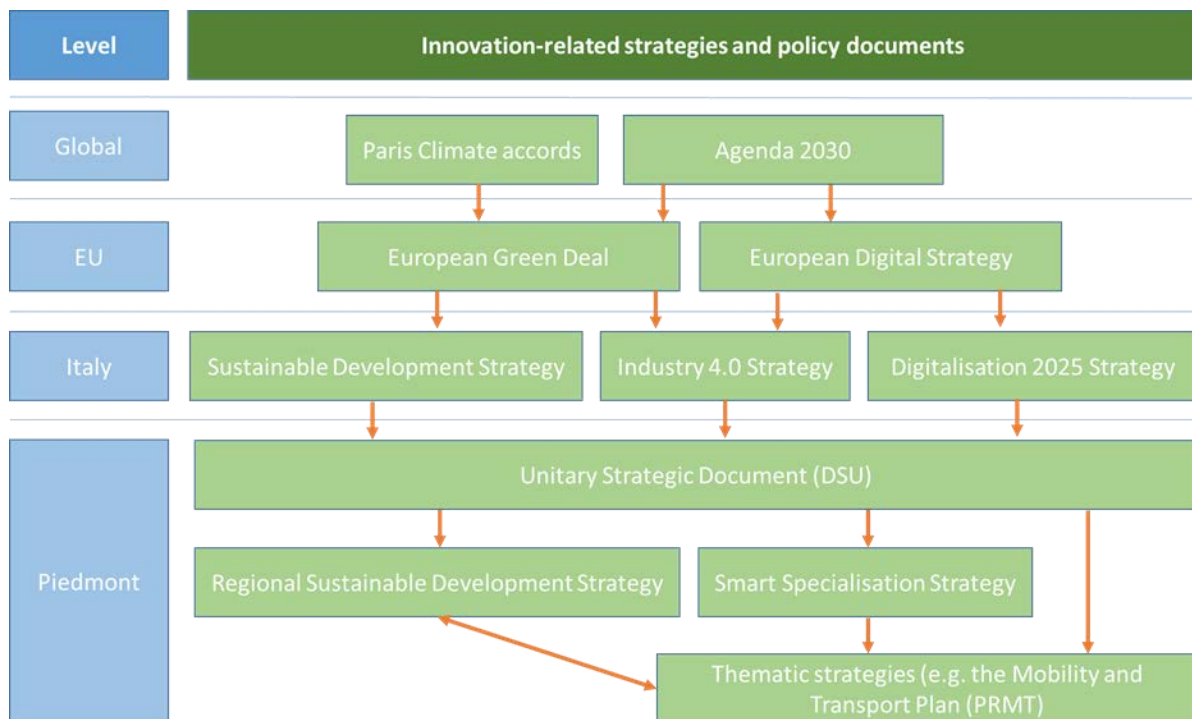 Level
Innovation-related strategies and policy documents
Global
Paris Climate accords
Agenda 2030
EU
European Green Deal
European Digital Strategy
Italy
Sustainable Development Strategy
Industry 4.0 Strategy
Digitalisation 2025 Strategy
Piedmont
Unitary Strategic Document (DSU)
Regional Sustainable Development Strategy
Smart Specialisation Strategy
Thematic strategies (e.g. the Mobility and
Transport Plan (PRMT)